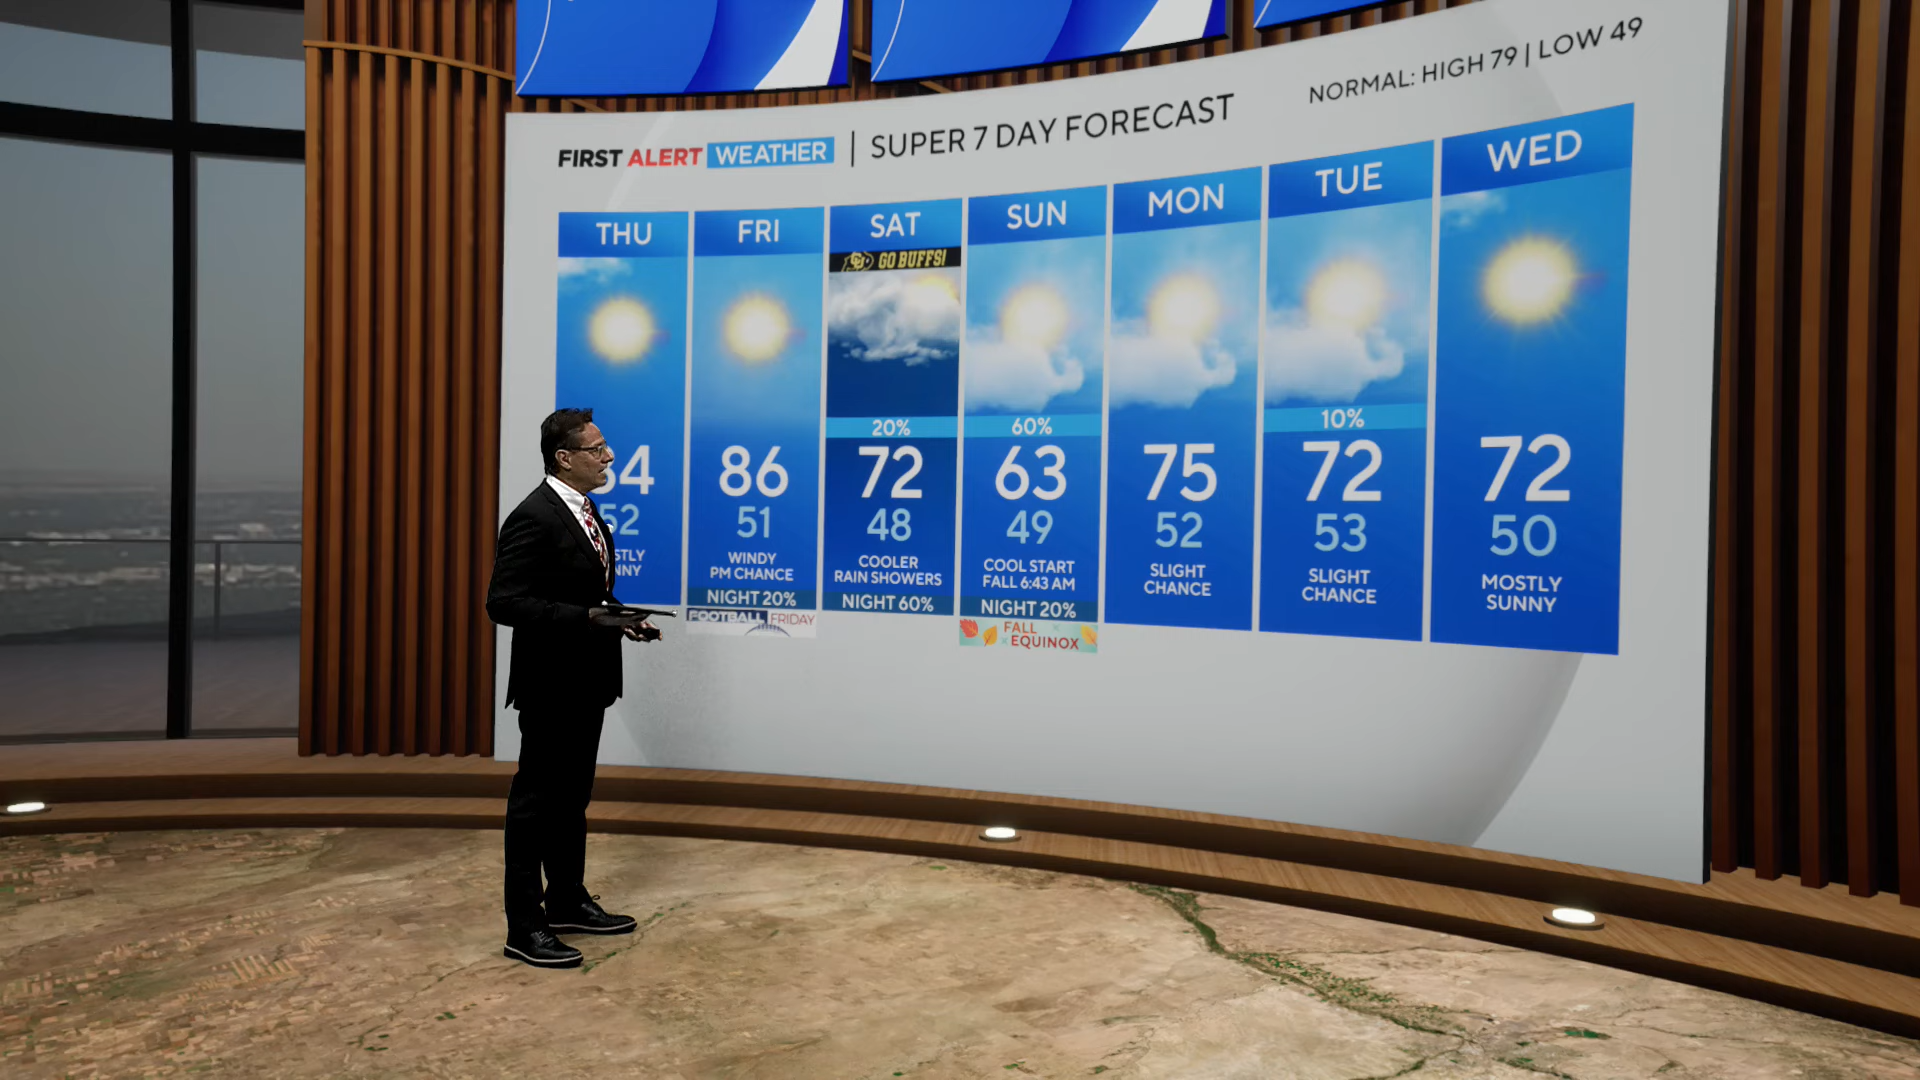 NORMAL: HIGH 79 | LOW 49
FIRST ALERT WEATHER | SUPER 7 DAY FORECAST
THU
FRI
SAT
SUN
MON
TUE
WED
CU GO BUFFS!
20%
60%
10%
86
72
63
75
72
72
52
51
48
49
52
53
50
WINDY
PM CHANCE
COOLER
RAIN SHOWERS
COOL START
FALL 6:43 AM
SLIGHT
CHANCE
SLIGHT
CHANCE
MOSTLY
SUNNY
NIGHT 20%
NIGHT 60%
NIGHT 20%
FOOTBALL FRIDAY
FALL
EQUINOX